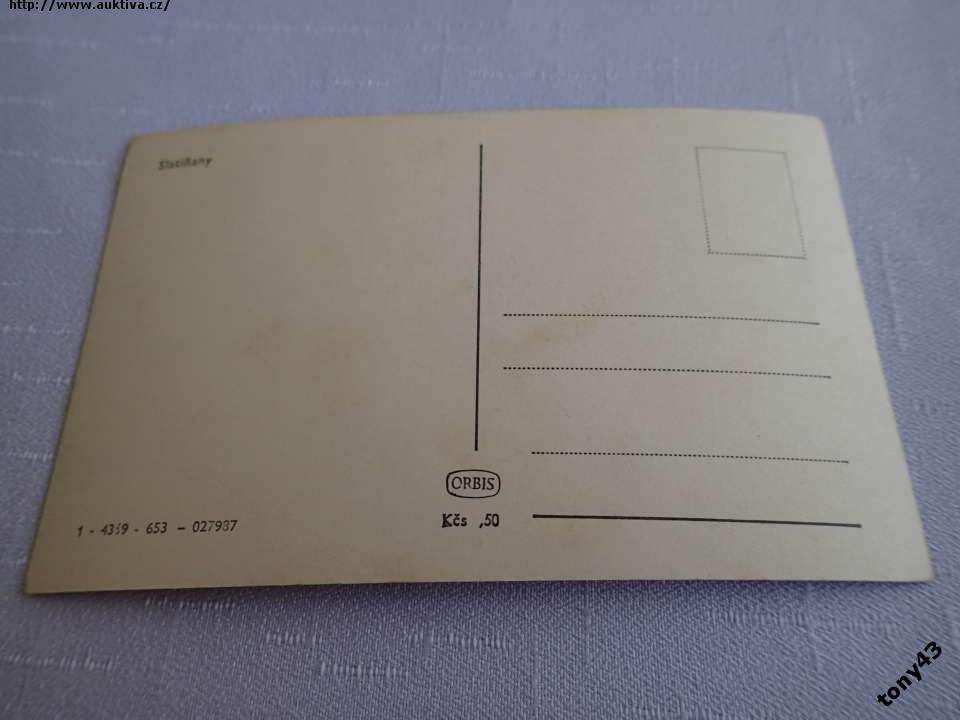 http://www.auktiva.cz/
Slatiňany
ORBIS
Kčs ,50
1 - 4319 - 653 - 027987
tony43